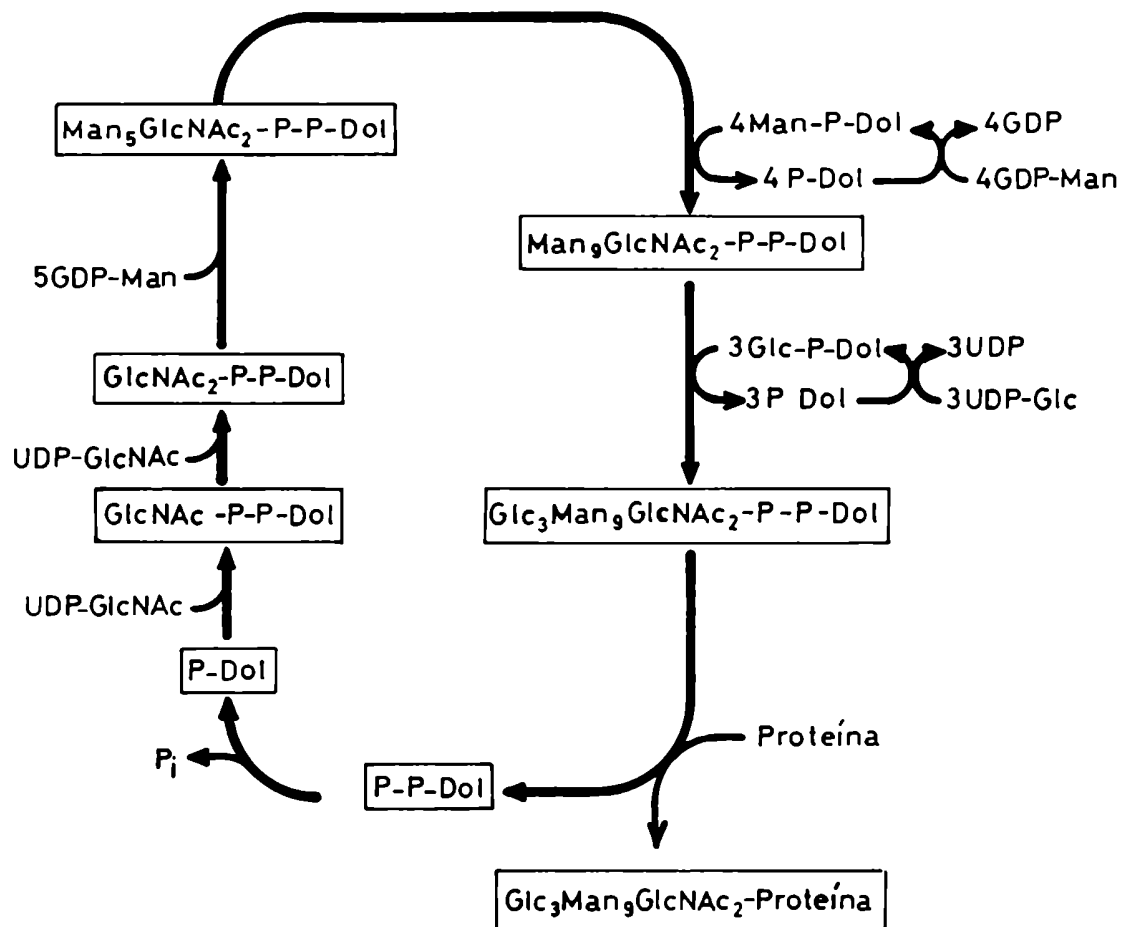 Man₅GlcNAc₂-P-P-Dol
4Man-P-Dol
4GDP
4 P-Dol
4GDP-Man
Man₉GlcNAc₂-P-P-Dol
5GDP-Man
3Glc-P-Dol
3UDP
3P Dol
3UDP-Glc
GlcNAc₂-P-P-Dol
UDP-GlcNAc
GlcNAc -P-P-Dol
Glc₃Man₉GlcNAc₂-P-P-Dol
UDP-GlcNAc
P-Dol
Pi
Proteína
P-P-Dol
Glc₃Man₉GlcNAc₂-Proteína